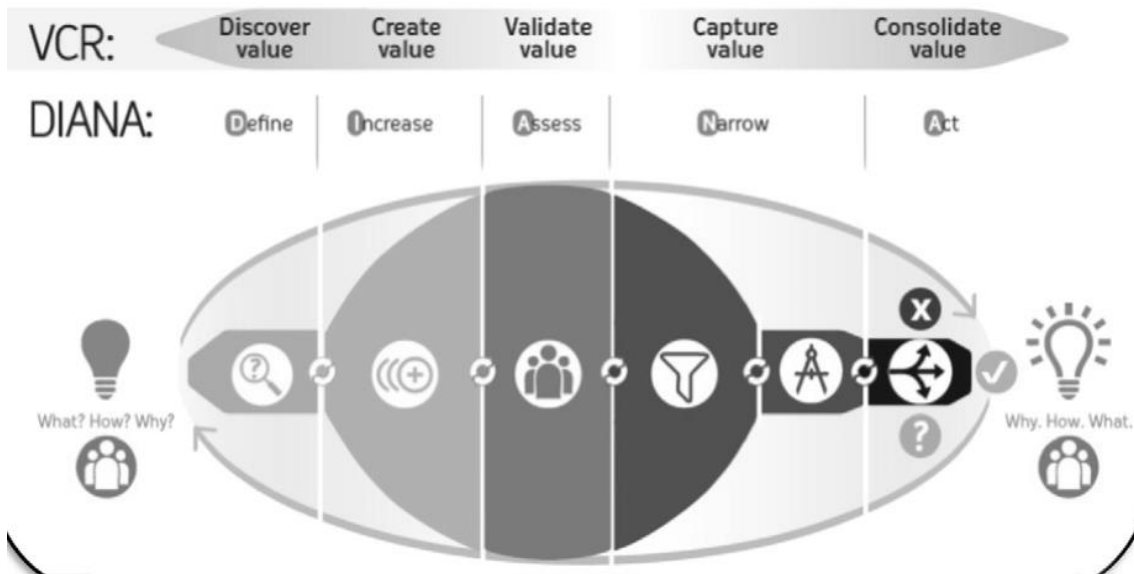 VCR:
Discover value
Create value
Validate value
Capture value
Consolidate value
DIANA:
Define
Increase
Assess
Narrow
Act
What? How? Why?
?
+
X
?
Why. How. What.